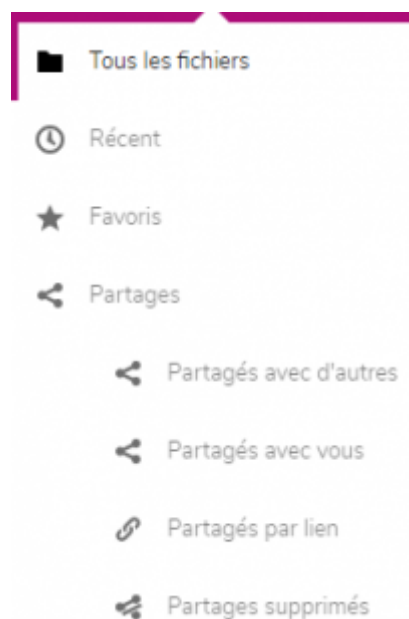 Tous les fichiers
Récent
Favoris
Partages
Partagés avec d'autres
Partagés avec vous
Partagés par lien
Partages supprimés